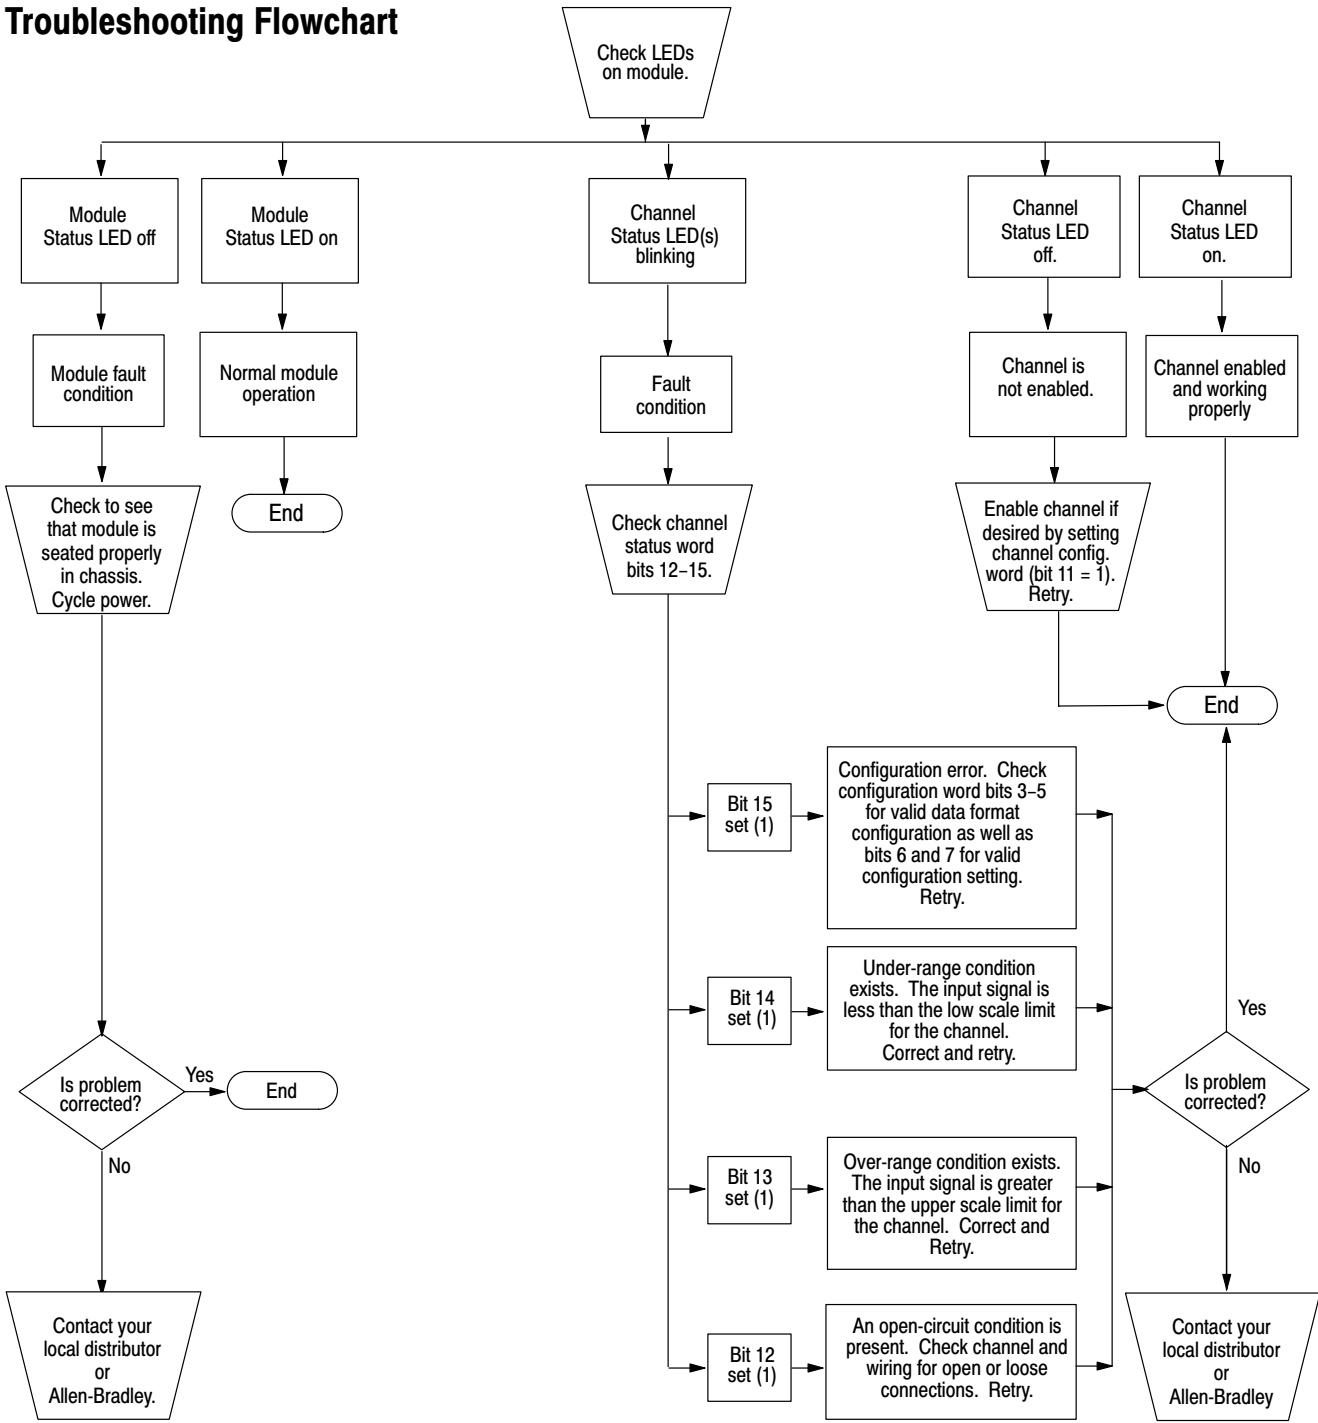 Troubleshooting Flowchart
Check LEDs
on module.
Module
Status LED off
Module
Status LED on
Channel
Status LED(s)
blinking
Channel
Status LED
off.
Channel
Status LED
on.
Module fault
condition
Normal module
operation
Fault
condition
Channel is
not enabled.
Channel enabled
and working
properly
Check to see
that module is
seated properly
in chassis.
Cycle power.
End
Check channel
status word
bits 12–15.
Enable channel if
desired by setting
channel config.
word (bit 11 = 1).
Retry.
End
Bit 15
set (1)
Configuration error. Check
configuration word bits 3–5
for valid data format
configuration as well as
bits 6 and 7 for valid
configuration setting.
Retry.
Bit 14
set (1)
Under-range condition
exists. The input signal is
less than the low scale limit
for the channel.
Correct and retry.
Yes
Is problem
corrected?
Yes
End
Is problem
corrected?
No
Bit 13
set (1)
Over-range condition exists.
The input signal is greater
than the upper scale limit for
the channel. Correct and
Retry.
No
Contact your
local distributor
or
Allen-Bradley.
Bit 12
set (1)
An open-circuit condition is
present. Check channel and
wiring for open or loose
connections. Retry.
Contact your
local distributor
or
Allen-Bradley